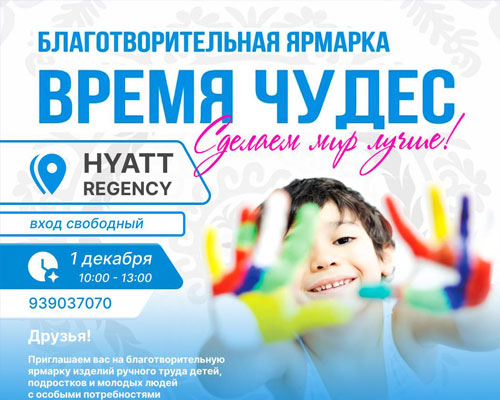 БЛАГОТВОРИТЕЛЬНАЯ ЯРМАРКА
ВРЕМЯ ЧУДЕС
Сделаем мир лучше!
HYATT
REGENCY
вход свободный
1 декабря
10:00 - 13:00
939037070
Друзья!
Приглашаем вас на благотворительную
ярмарку изделий ручного труда детей,
подростков и молодых людей
с особыми потребностями